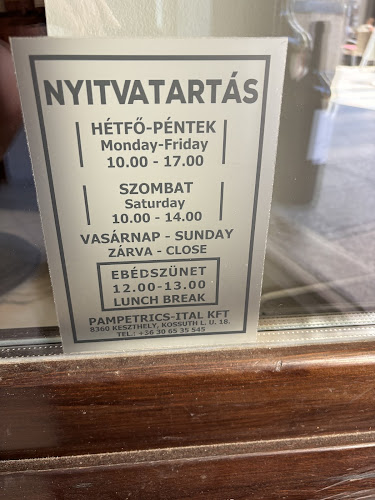 NYITVATARTÁS
HÉTFŐ-PÉNTEK
Monday-Friday
10.00 - 17.00
SZOMBAT
Saturday
10.00 - 14.00
VASÁRNAP - SUNDAY
ZÁRVA - CLOSE
EBÉDSZÜNET
12.00-13.00
LUNCH BREAK
PAMPETRICS-ITAL KFT
8360 KESZTHELY, KOSSUTH L. U. 18.
TEL.: +36 30 65 35 545